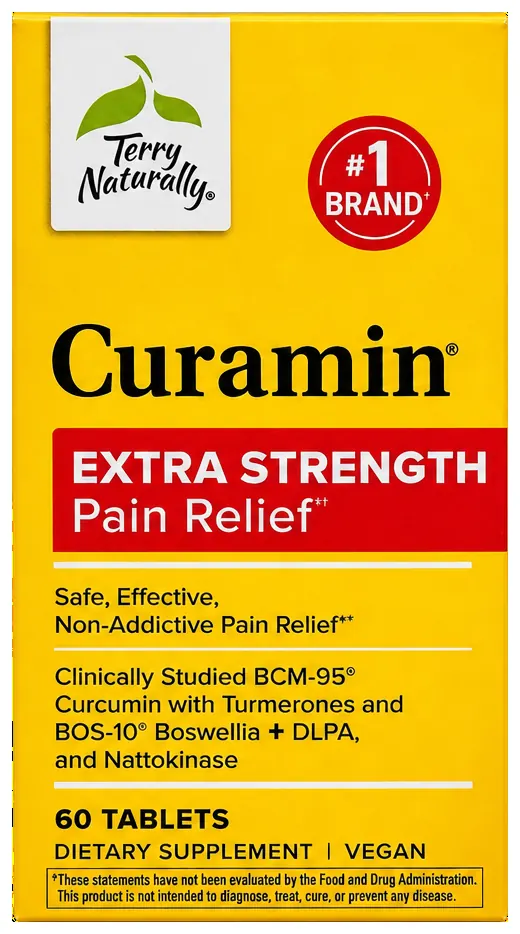 Terry
Naturally®
#1
BRAND†
Curamin®
EXTRA STRENGTH
Pain Relief*†
Safe, Effective,
Non-Addictive Pain Relief**
Clinically Studied BCM-95®
Curcumin with Turmerones and
BOS-10® Boswellia + DLPA,
and Nattokinase
60 TABLETS
DIETARY SUPPLEMENT | VEGAN
*These statements have not been evaluated by the Food and Drug Administration.
This product is not intended to diagnose, treat, cure, or prevent any disease.